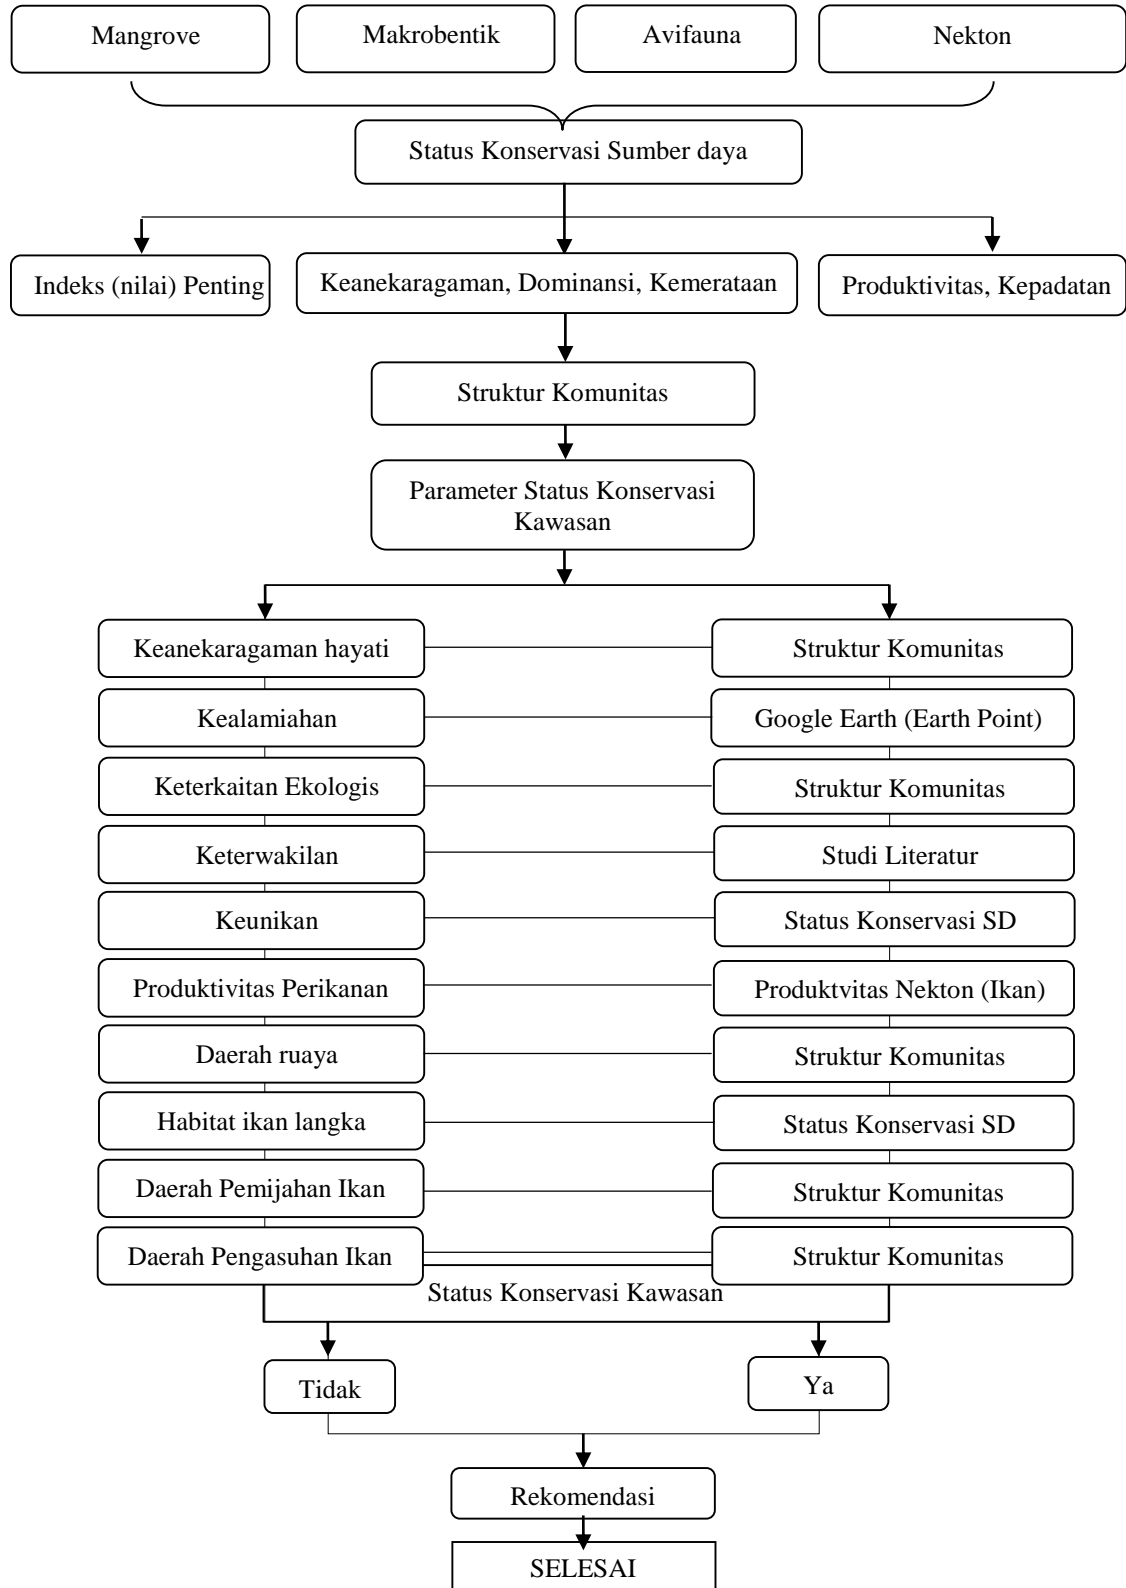 Mangrove
Makrobentik
Avifauna
Nekton
Status Konservasi Sumber daya
Indeks (nilai) Penting
Keanekaragaman, Dominansi, Kemerataan
Produktivitas, Kepadatan
Struktur Komunitas
Parameter Status Konservasi
Kawasan
Keanekaragaman hayati
Struktur Komunitas
Kealamiahan
Google Earth (Earth Point)
Keterkaitan Ekologis
Struktur Komunitas
Keterwakilan
Studi Literatur
Keunikan
Status Konservasi SD
Produktivitas Perikanan
Produktvitas Nekton (Ikan)
Daerah ruaya
Struktur Komunitas
Habitat ikan langka
Status Konservasi SD
Daerah Pemijahan Ikan
Struktur Komunitas
Daerah Pengasuhan Ikan
Struktur Komunitas
Status Konservasi Kawasan
Tidak
Ya
Rekomendasi
SELESAI